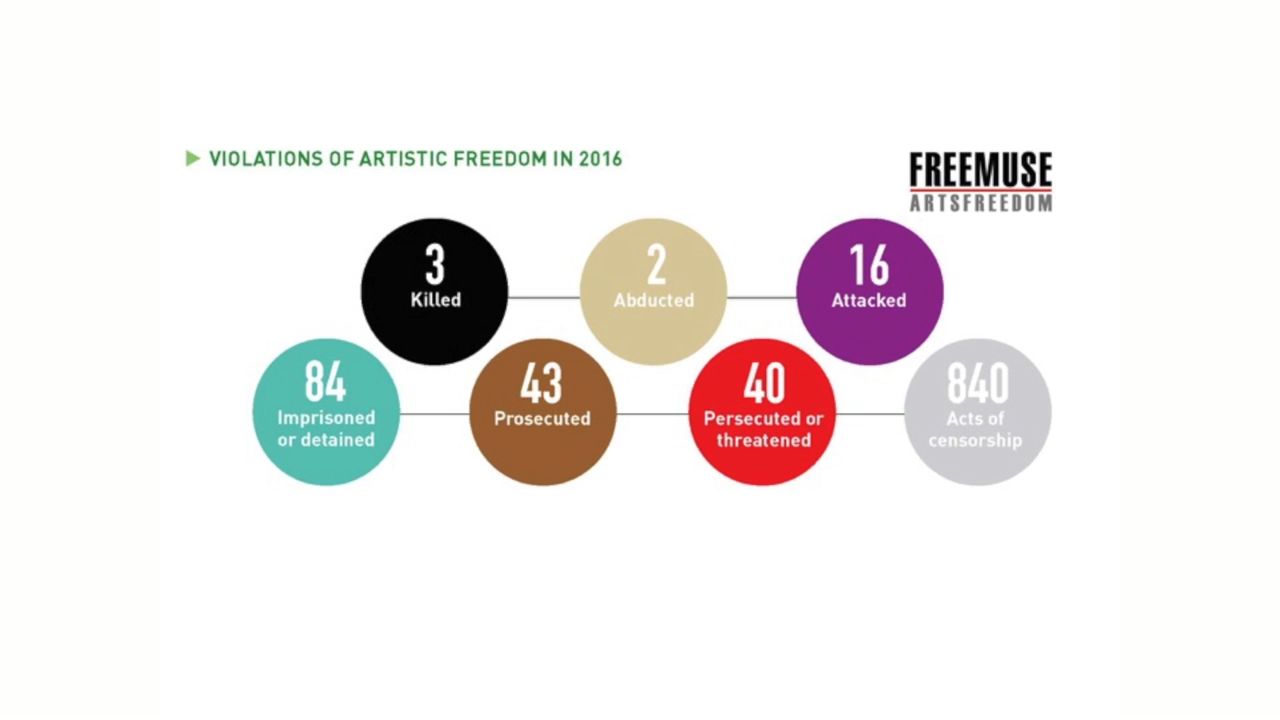 VIOLATIONS OF ARTISTIC FREEDOM IN 2016
FREEMUSE
ARTSFREEDOM
3
Killed
2
Abducted
16
Attacked
84
Imprisoned
or detained
43
Prosecuted
40
Persecuted or
threatened
840
Acts of
censorship